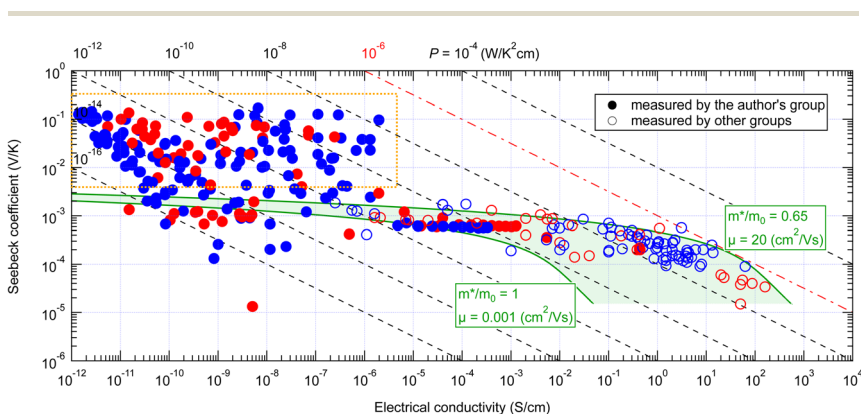 10^-12 10^-10 10^-8 10^-6 P = 10^-4 (W/K^2cm)
10^0
10^-1
10^-2
10^-3
10^-4
10^-5
10^-6
Seebeck coefficient (V/K)
10^-14
10^-16
● measured by the author's group
○ measured by other groups
m*/m₀ = 0.65
μ = 20 (cm²/Vs)
m*/m₀ = 1
μ = 0.001 (cm²/Vs)
10^-12 10^-11 10^-10 10^-9 10^-8 10^-7 10^-6 10^-5 10^-4 10^-3 10^-2 10^-1 10^0 10^1 10^2 10^3 10^4
Electrical conductivity (S/cm)